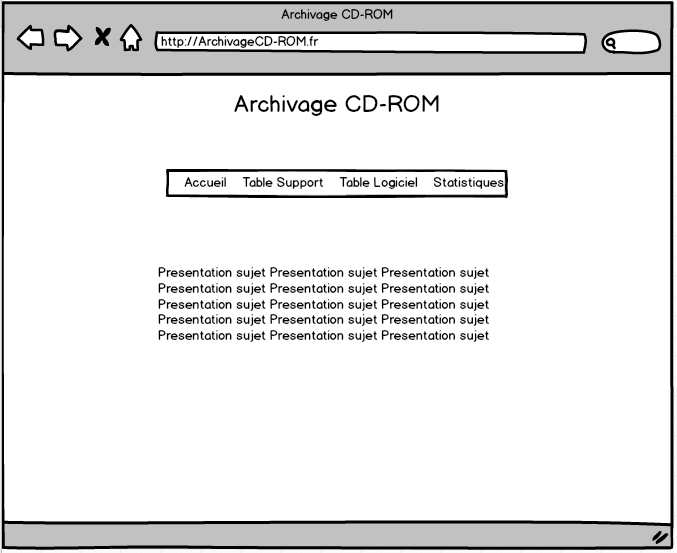 Archivage CD-ROM
http://ArchivageCD-ROM.fr
Archivage CD-ROM
Accueil Table Support Table Logiciel Statistiques
Presentation sujet Presentation sujet Presentation sujet
Presentation sujet Presentation sujet Presentation sujet
Presentation sujet Presentation sujet Presentation sujet
Presentation sujet Presentation sujet Presentation sujet
Presentation sujet Presentation sujet Presentation sujet